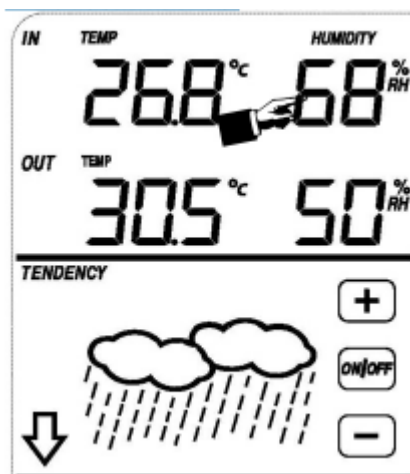 IN TEMP HUMIDITY
26.8 °C 68 % RH
OUT TEMP
30.5 °C 50 % RH
TENDENCY
+
ON/OFF
−